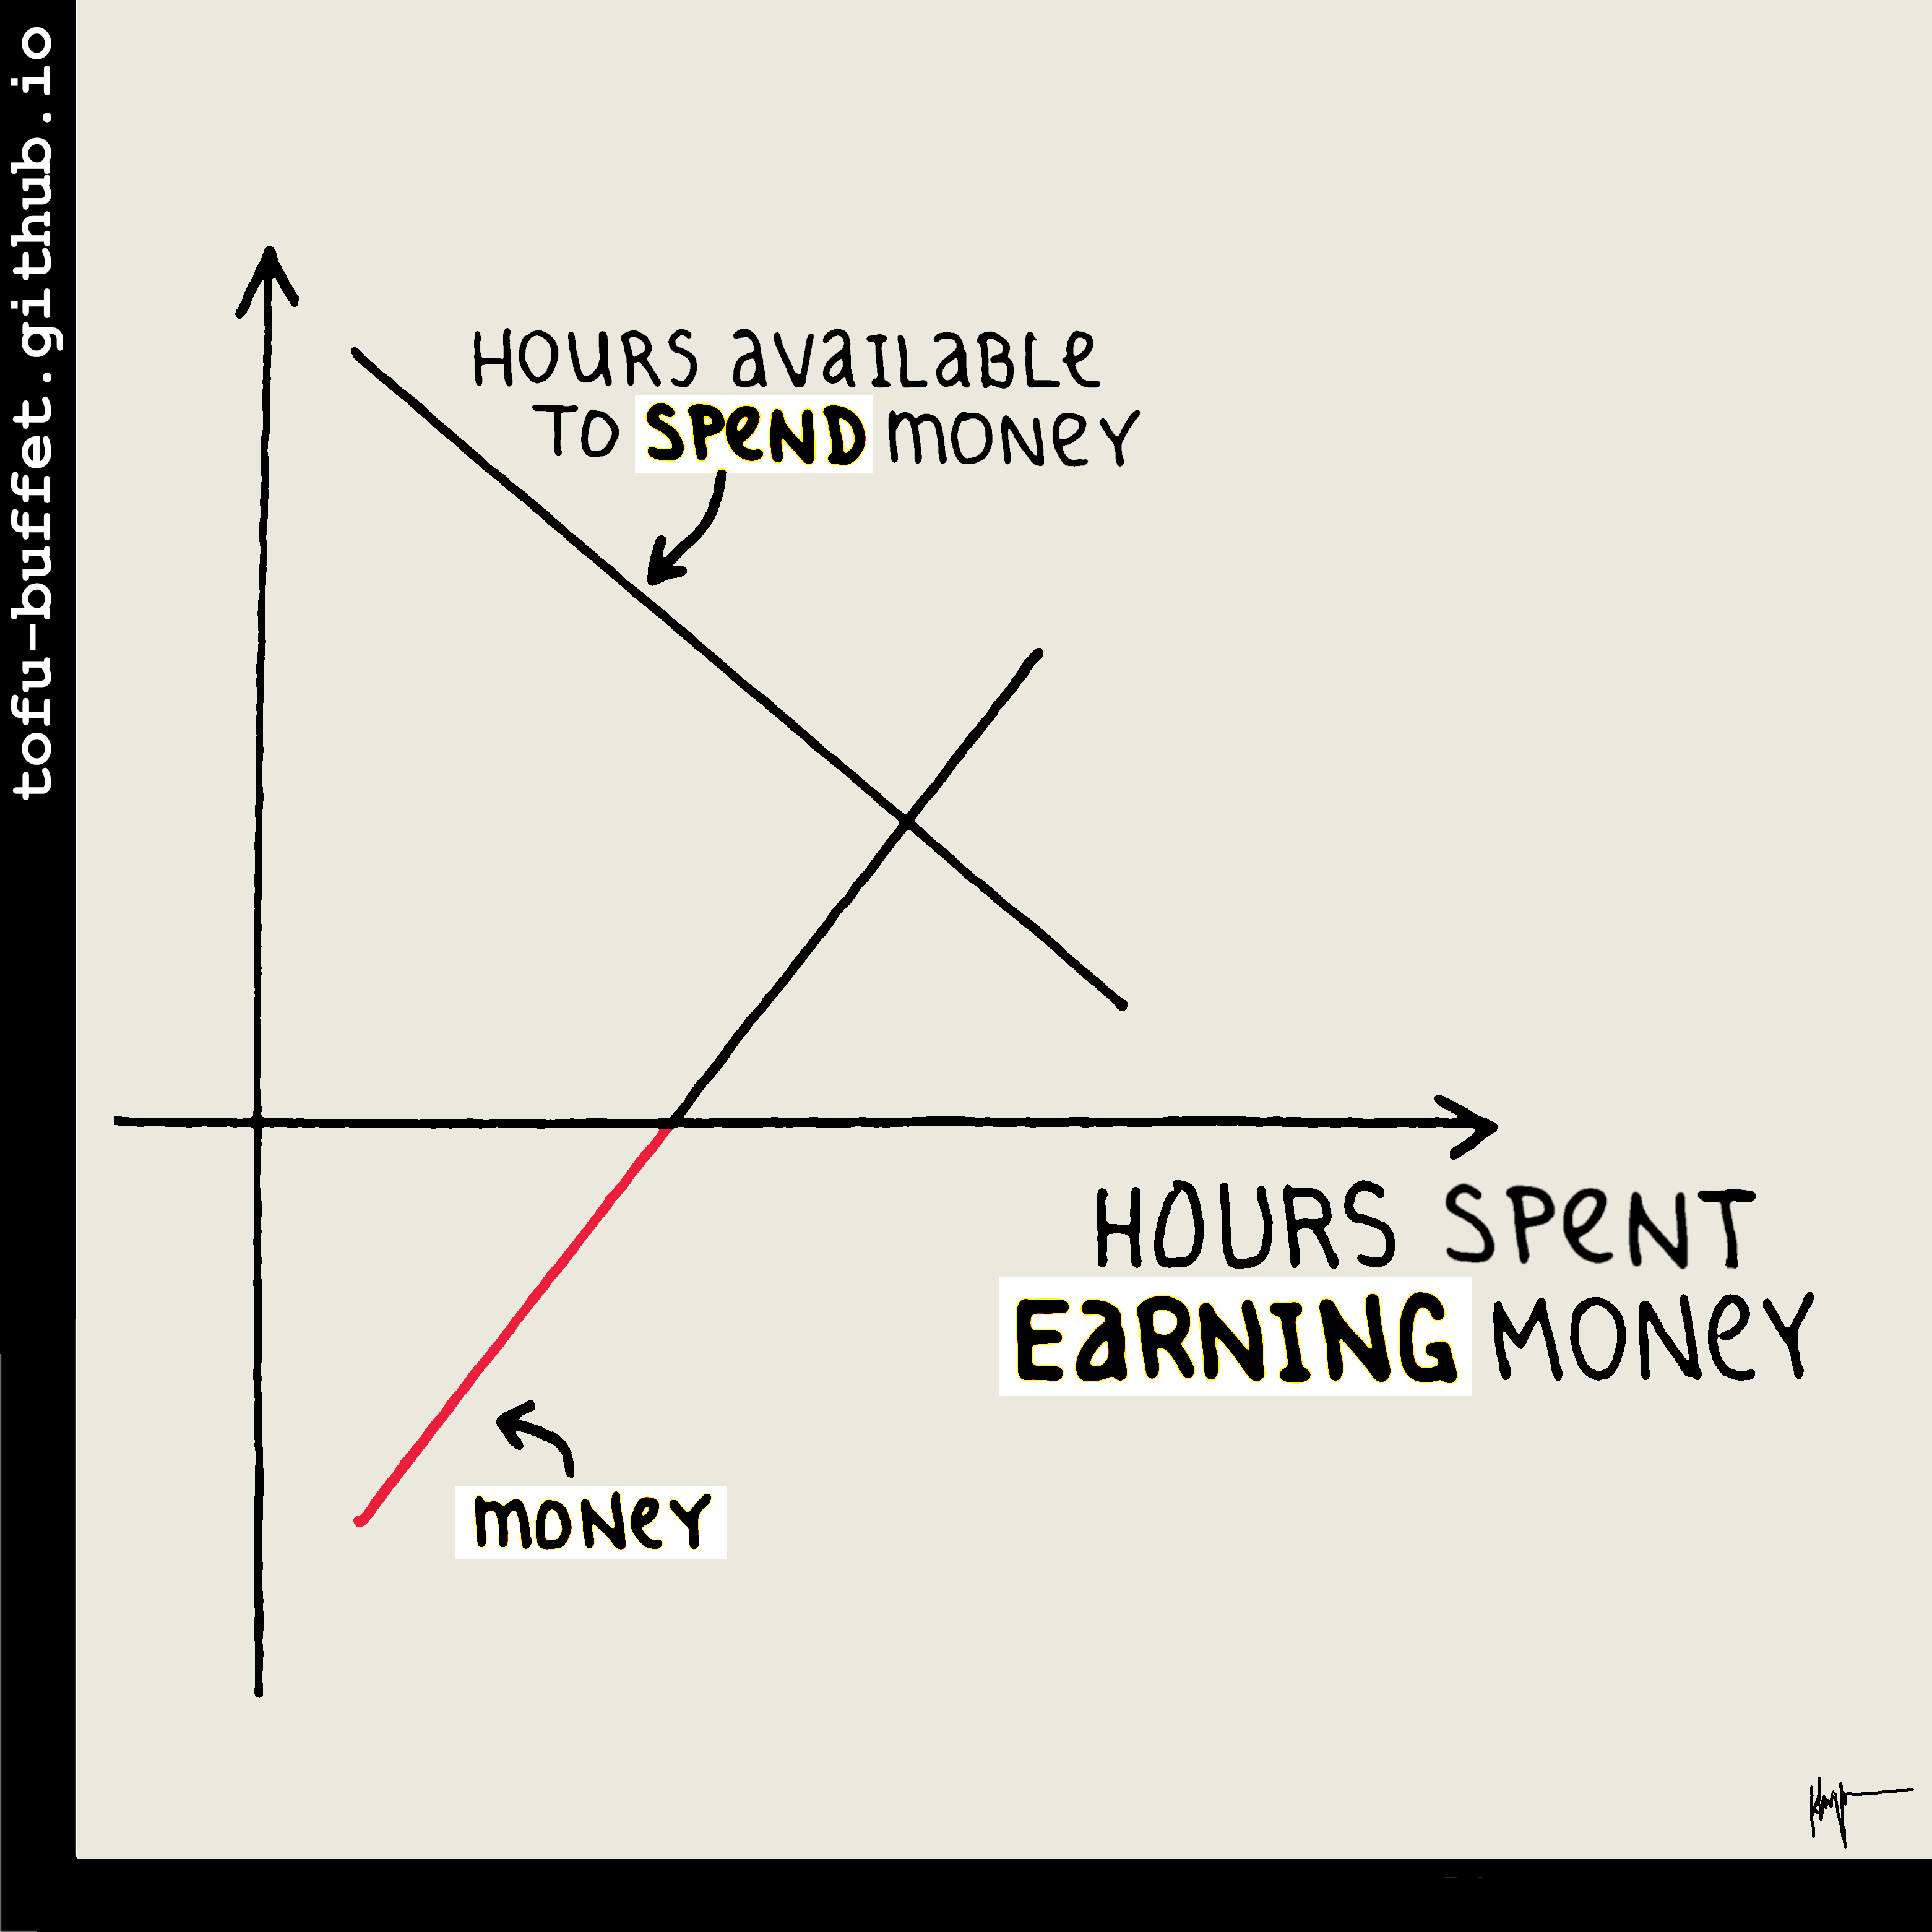 tofu-buffet.github.io
HOURS AVAILABLE
TO SPEND MONEY
HOURS SPENT
EARNING MONEY
MONEY